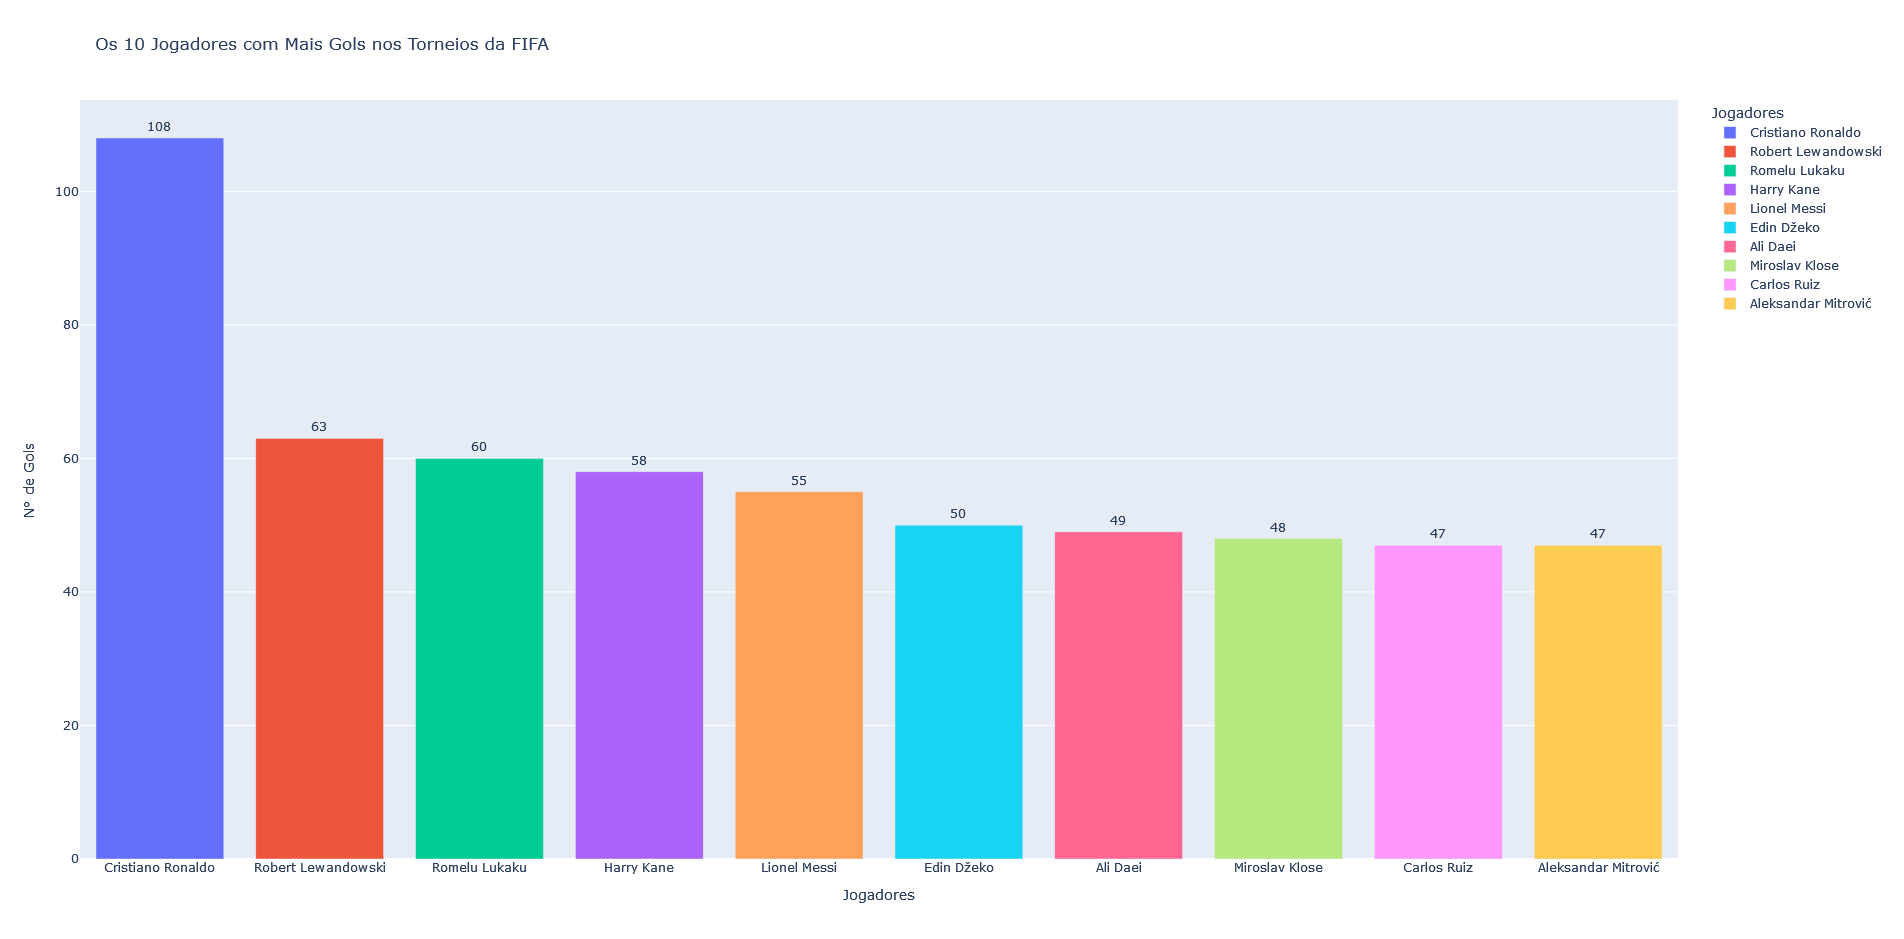 Os 10 Jogadores com Mais Gols nos Torneios da FIFA
Nº de Gols
100
80
60
40
20
0
108
63
60
58
55
50
49
48
47
47
Cristiano Ronaldo
Robert Lewandowski
Romelu Lukaku
Harry Kane
Lionel Messi
Edin Džeko
Ali Daei
Miroslav Klose
Carlos Ruiz
Aleksandar Mitrović
Jogadores
Jogadores
Cristiano Ronaldo
Robert Lewandowski
Romelu Lukaku
Harry Kane
Lionel Messi
Edin Džeko
Ali Daei
Miroslav Klose
Carlos Ruiz
Aleksandar Mitrović